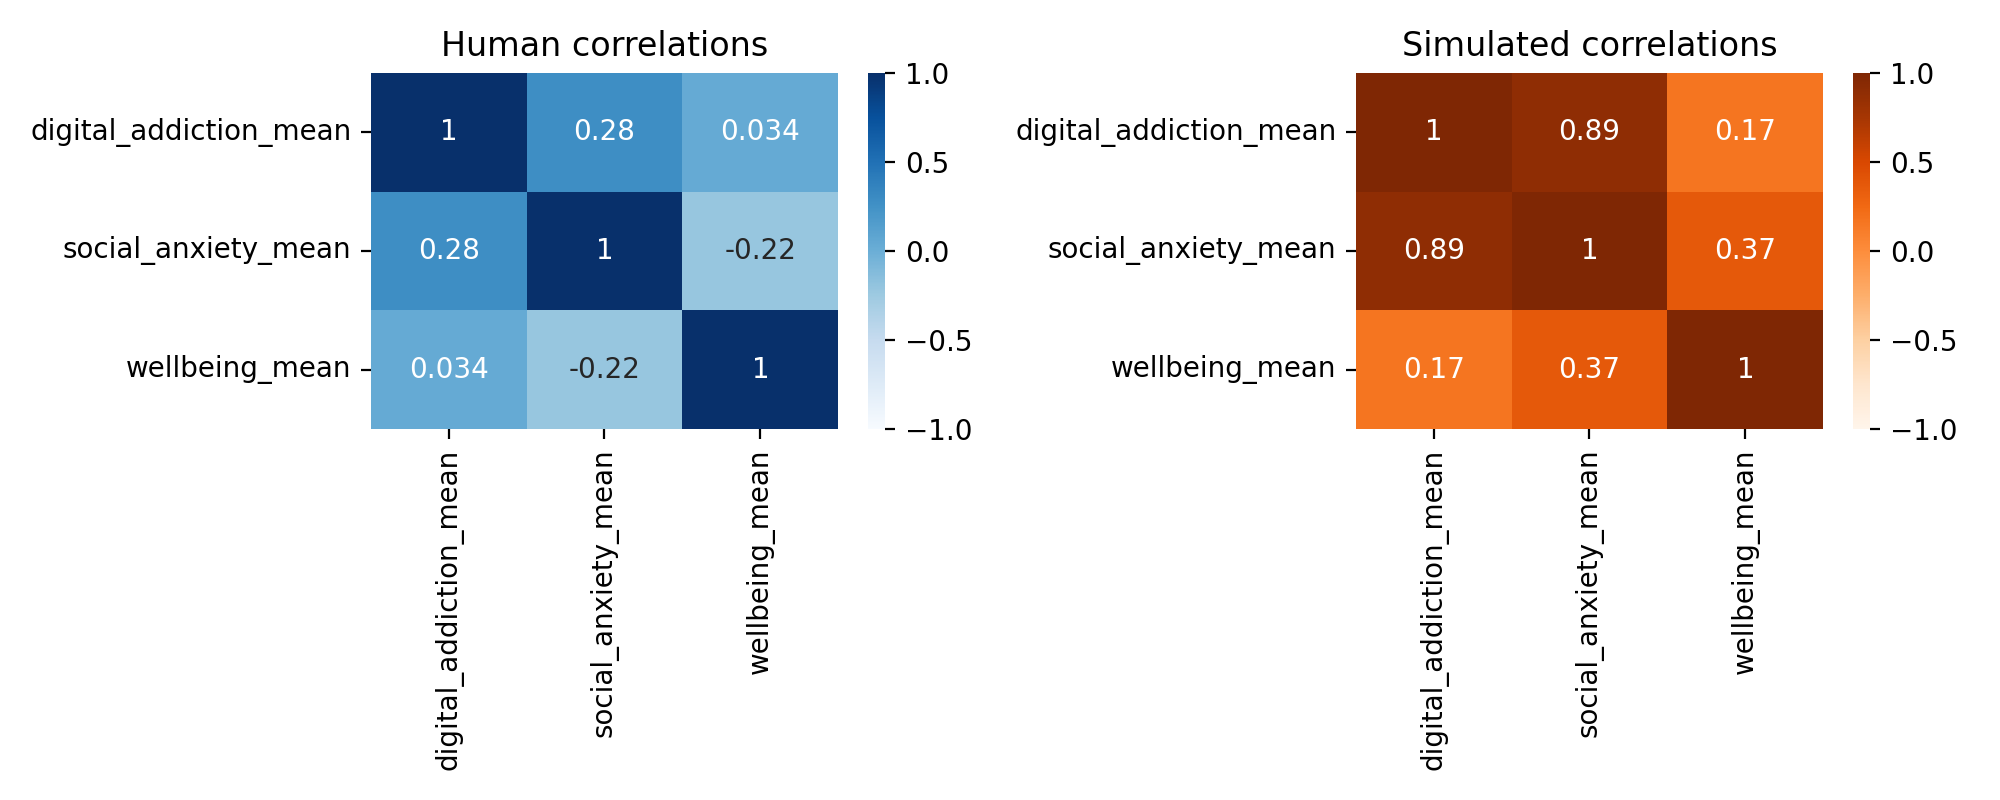 Human correlations
digital_addiction_mean
social_anxiety_mean
wellbeing_mean
1 0.28 0.034
0.28 1 -0.22
0.034 -0.22 1
digital_addiction_mean
social_anxiety_mean
wellbeing_mean
1.0
0.5
0.0
−0.5
−1.0
Simulated correlations
digital_addiction_mean
social_anxiety_mean
wellbeing_mean
1 0.89 0.17
0.89 1 0.37
0.17 0.37 1
digital_addiction_mean
social_anxiety_mean
wellbeing_mean
1.0
0.5
0.0
−0.5
−1.0